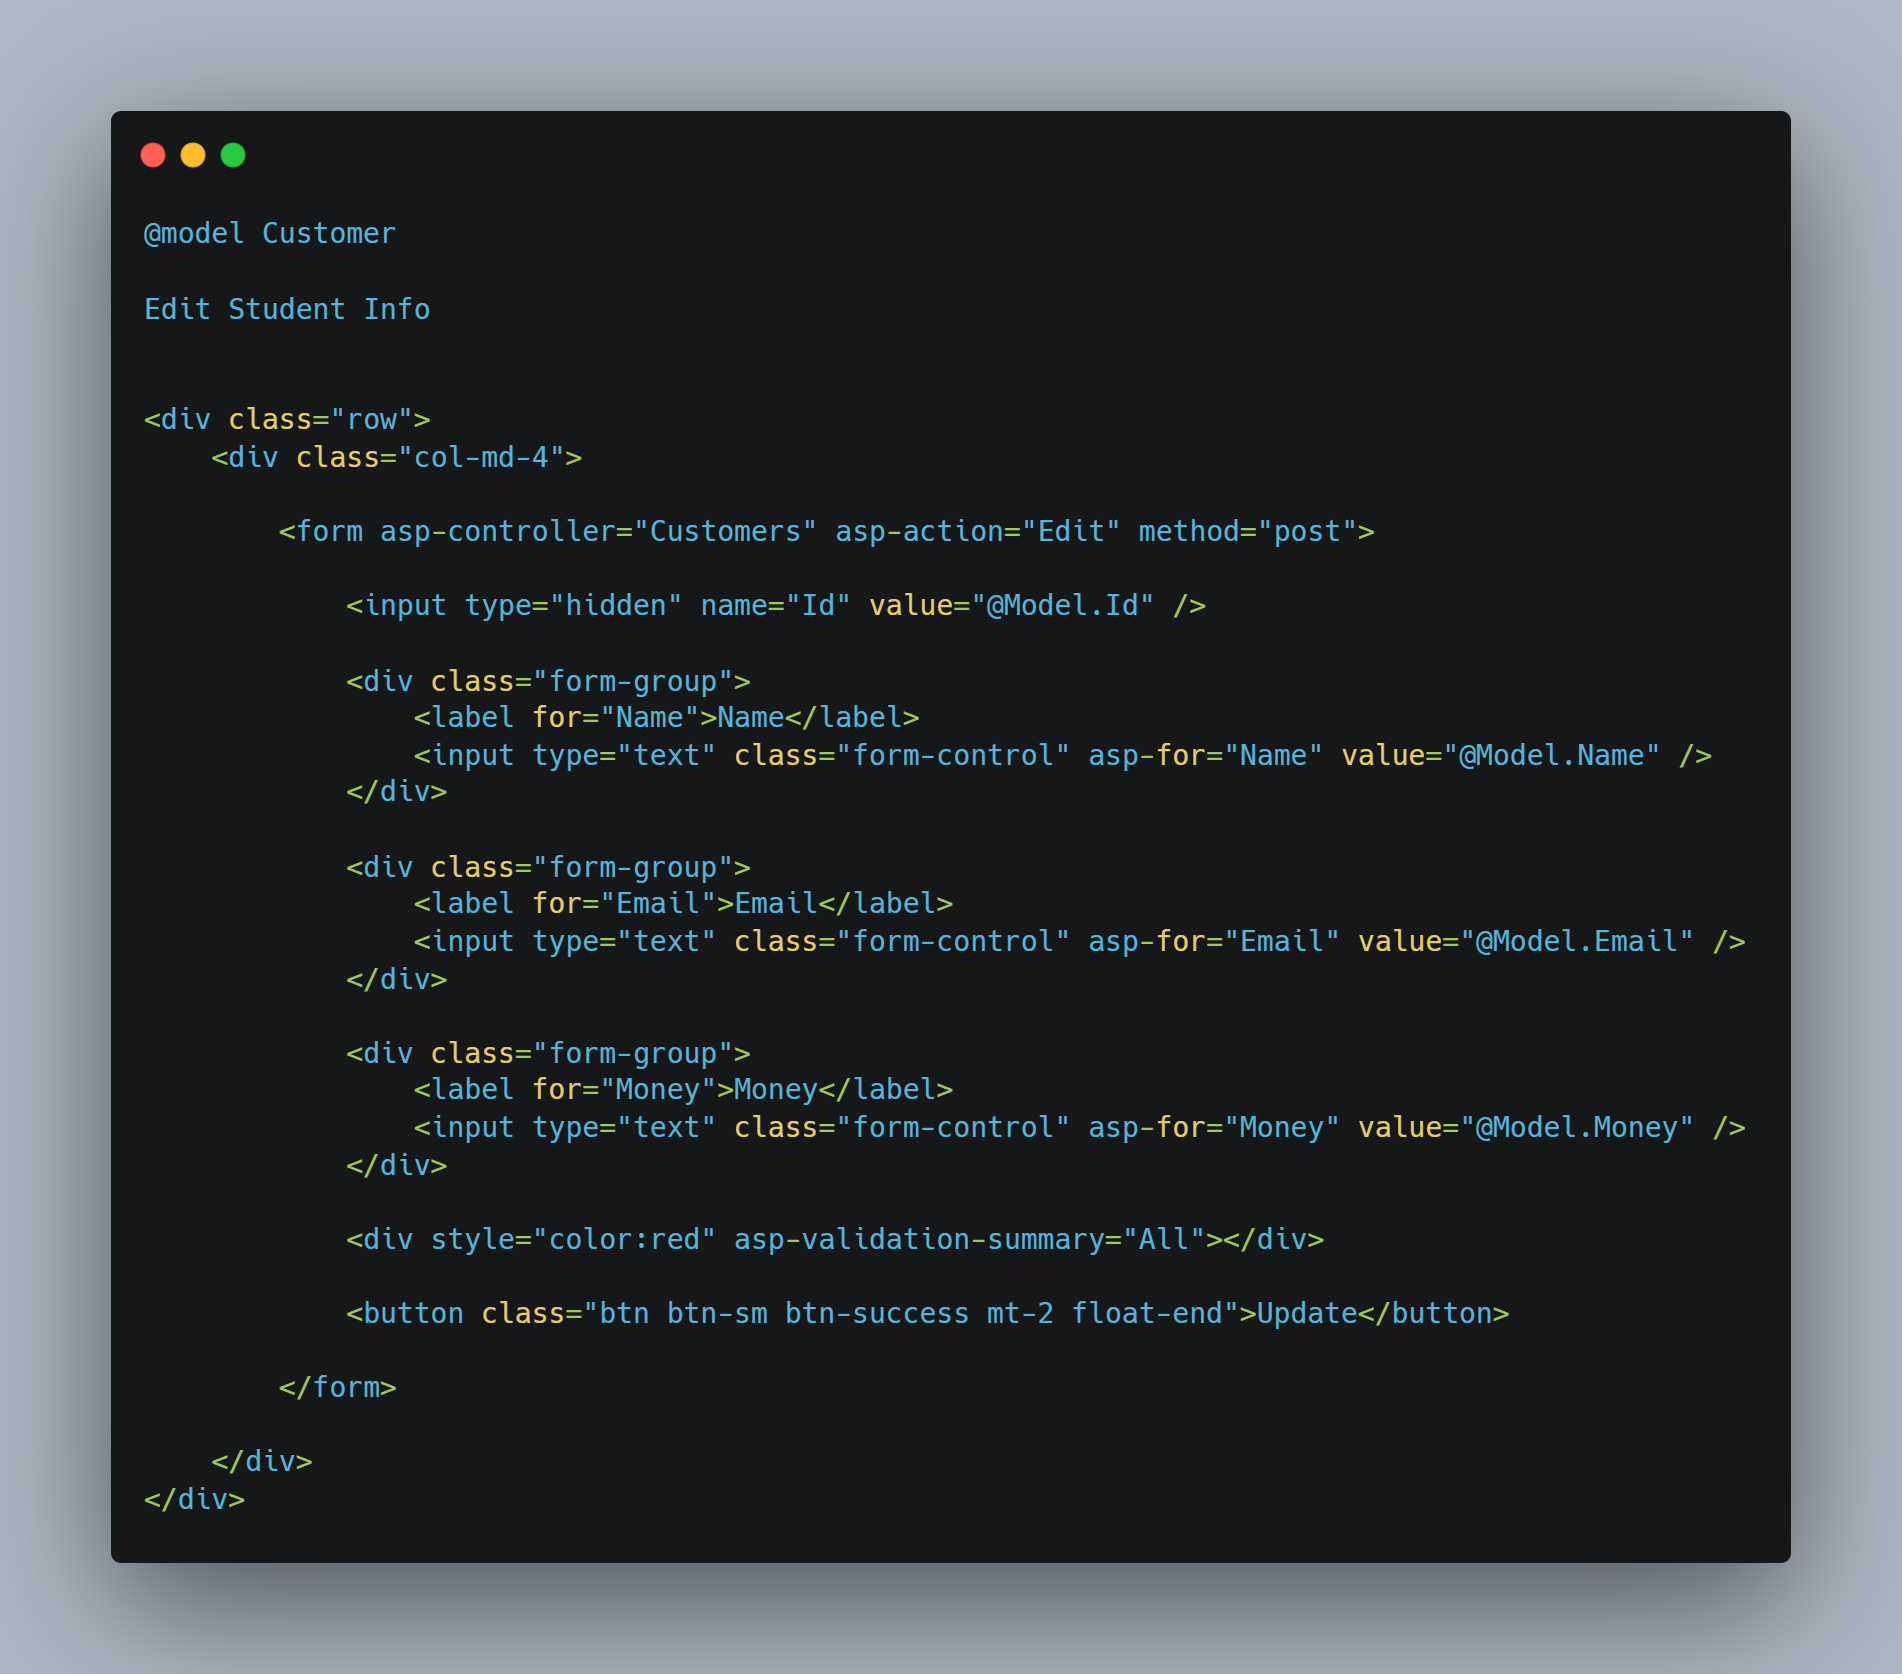 @model Customer
Edit Student Info
<div class="row">
    <div class="col-md-4">
        <form asp-controller="Customers" asp-action="Edit" method="post">
            <input type="hidden" name="Id" value="@Model.Id" />
            <div class="form-group">
                <label for="Name">Name</label>
                <input type="text" class="form-control" asp-for="Name" value="@Model.Name" />
            </div>
            <div class="form-group">
                <label for="Email">Email</label>
                <input type="text" class="form-control" asp-for="Email" value="@Model.Email" />
            </div>
            <div class="form-group">
                <label for="Money">Money</label>
                <input type="text" class="form-control" asp-for="Money" value="@Model.Money" />
            </div>
            <div style="color:red" asp-validation-summary="All"></div>
            <button class="btn btn-sm btn-success mt-2 float-end">Update</button>
        </form>
    </div>
</div>